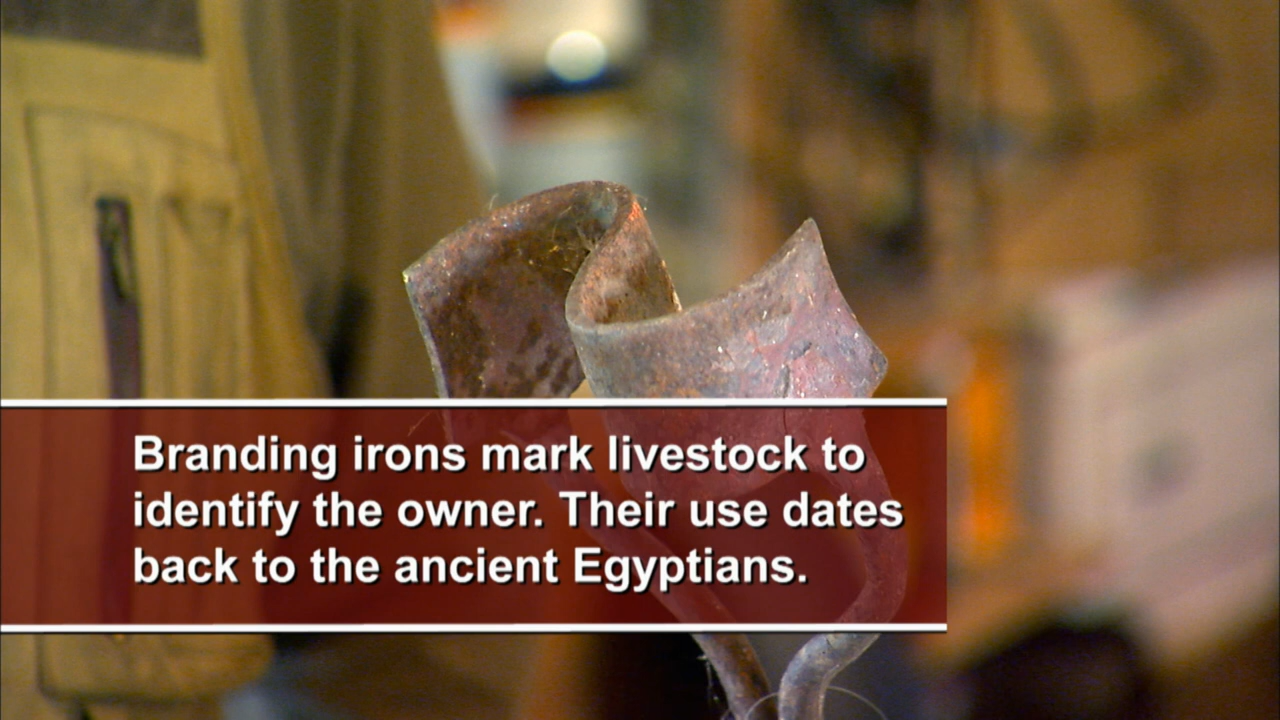 Branding irons mark livestock to
identify the owner. Their use dates
back to the ancient Egyptians.